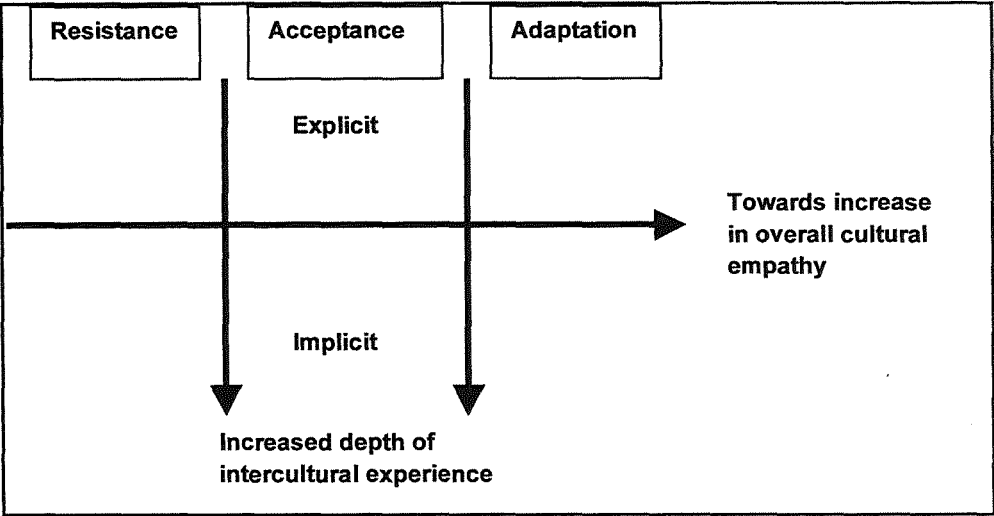 Resistance
Acceptance
Adaptation
Explicit
Towards increase
in overall cultural
empathy
Implicit
Increased depth of
intercultural experience